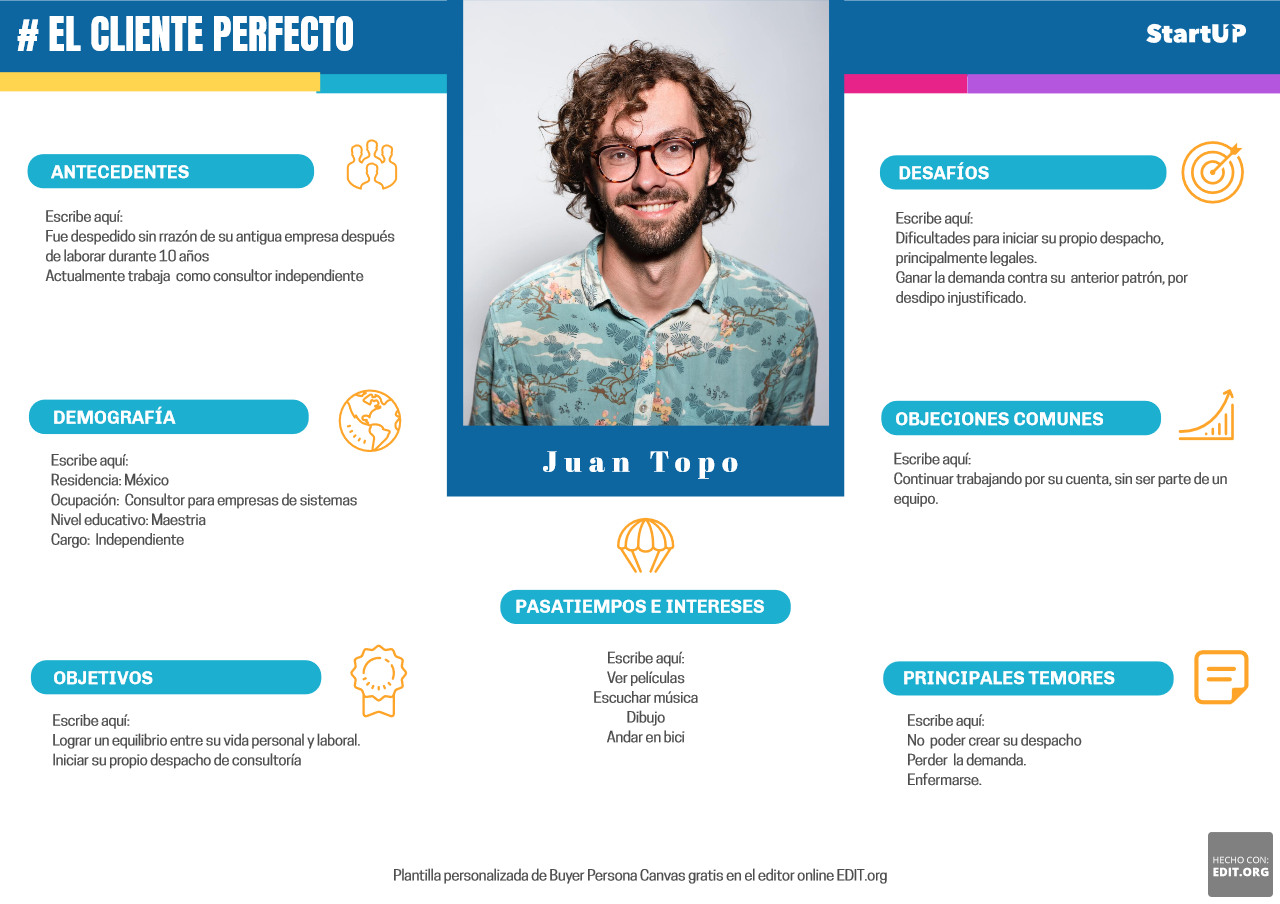 # EL CLIENTE PERFECTO
StartUP
ANTECEDENTES
Escribe aquí:
Fue despedido sin rrazón de su antigua empresa después
de laborar durante 10 años
Actualmente trabaja como consultor independiente
DEMOGRAFÍA
Escribe aquí:
Residencia: México
Ocupación: Consultor para empresas de sistemas
Nivel educativo: Maestria
Cargo: Independiente
OBJETIVOS
Escribe aquí:
Lograr un equilibrio entre su vida personal y laboral.
Iniciar su propio despacho de consultoría
Juan Topo
PASATIEMPOS E INTERESES
Escribe aquí:
Ver películas
Escuchar música
Dibujo
Andar en bici
DESAFÍOS
Escribe aquí:
Dificultades para iniciar su propio despacho,
principalmente legales.
Ganar la demanda contra su anterior patrón, por
desdipo injustificado.
OBJECIONES COMUNES
Escribe aquí:
Continuar trabajando por su cuenta, sin ser parte de un
equipo.
PRINCIPALES TEMORES
Escribe aquí:
No poder crear su despacho
Perder la demanda.
Enfermarse.
Plantilla personalizada de Buyer Persona Canvas gratis en el editor online EDIT.org
HECHO CON:
EDIT.ORG